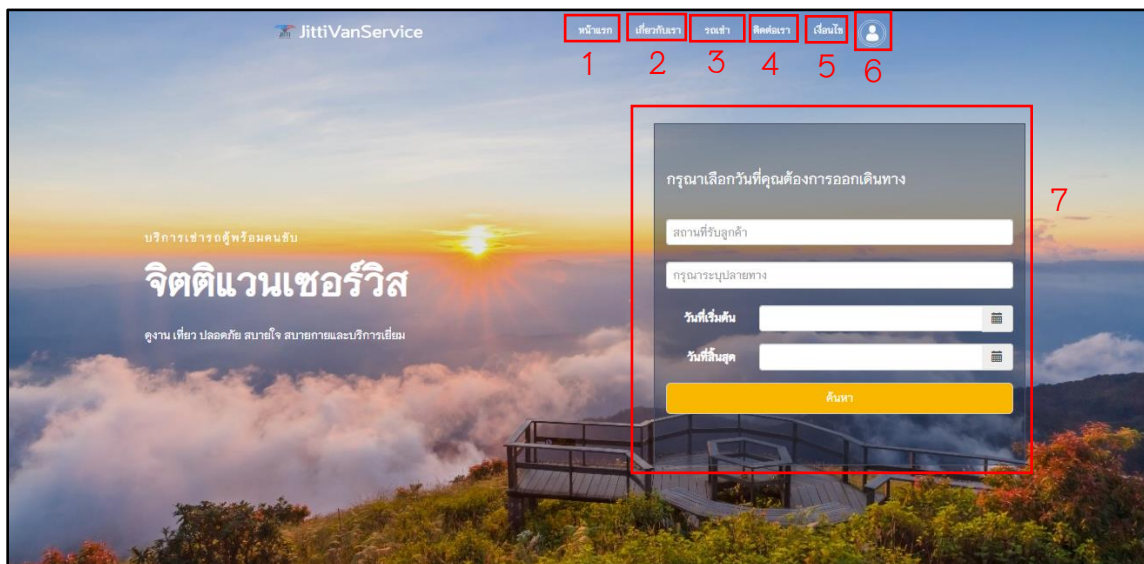 JittiVanService
หน้าแรก เกี่ยวกับเรา รถเช่า ติดต่อเรา เงื่อนไข
1 2 3 4 5 6
กรุณาเลือกวันที่คุณต้องการออกเดินทาง
7
สถานที่รับลูกค้า
บริการเช่ารถตู้พร้อมคนขับ
กรุณาระบุปลายทาง
จิตติแวนเซอร์วิส
วันที่เริ่มต้น
ดูงาน เที่ยว ปลอดภัย สบายใจ สบายกายและบริการเยี่ยม
วันที่สิ้นสุด
ค้นหา